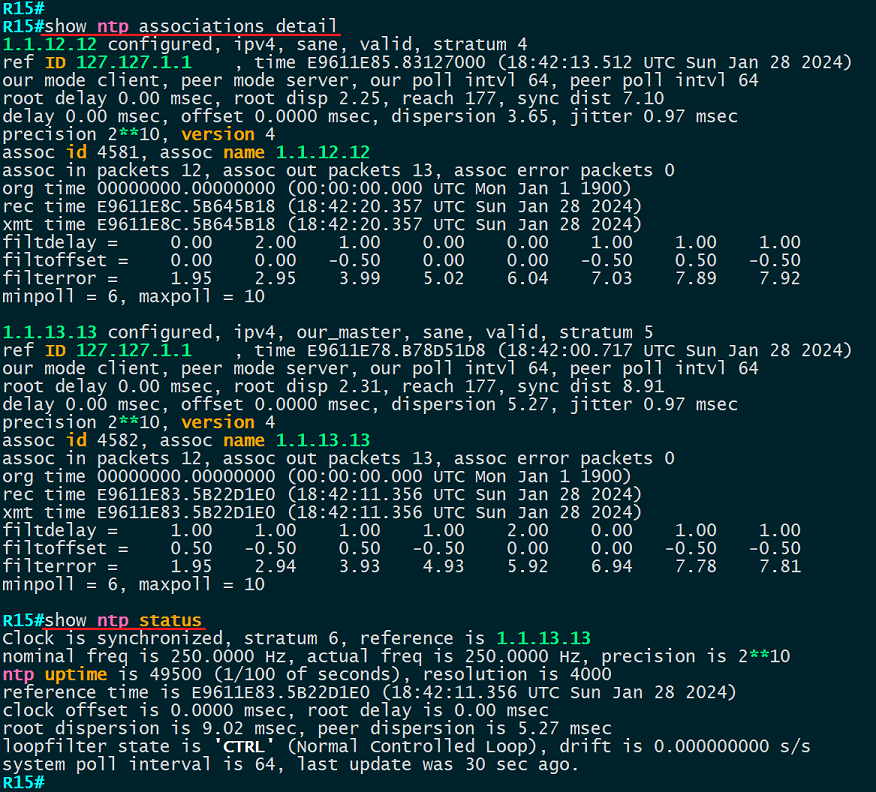 R15#
R15#show ntp associations detail
1.1.12.12 configured, ipv4, sane, valid, stratum 4
ref ID 127.127.1.1    , time E9611E85.83127000 (18:42:13.512 UTC Sun Jan 28 2024)
our mode client, peer mode server, our poll intvl 64, peer poll intvl 64
root delay 0.00 msec, root disp 2.25, reach 177, sync dist 7.10
delay 0.00 msec, offset 0.0000 msec, dispersion 3.65, jitter 0.97 msec
precision 2**10, version 4
assoc id 4581, assoc name 1.1.12.12
assoc in packets 12, assoc out packets 13, assoc error packets 0
org time 00000000.00000000 (00:00:00.000 UTC Mon Jan 1 1900)
rec time E9611E8C.5B645B18 (18:42:20.357 UTC Sun Jan 28 2024)
xmt time E9611E8C.5B645B18 (18:42:20.357 UTC Sun Jan 28 2024)
filtdelay =     0.00    2.00    1.00    0.00    0.00    1.00    1.00    1.00
filtoffset =    0.00    0.00   -0.50    0.00    0.00   -0.50    0.50   -0.50
filterror =     1.95    2.95    3.99    5.02    6.04    7.03    7.89    7.92
minpoll = 6, maxpoll = 10
1.1.13.13 configured, ipv4, our_master, sane, valid, stratum 5
ref ID 127.127.1.1    , time E9611E78.B78D51D8 (18:42:00.717 UTC Sun Jan 28 2024)
our mode client, peer mode server, our poll intvl 64, peer poll intvl 64
root delay 0.00 msec, root disp 2.31, reach 177, sync dist 8.91
delay 0.00 msec, offset 0.0000 msec, dispersion 5.27, jitter 0.97 msec
precision 2**10, version 4
assoc id 4582, assoc name 1.1.13.13
assoc in packets 12, assoc out packets 13, assoc error packets 0
org time 00000000.00000000 (00:00:00.000 UTC Mon Jan 1 1900)
rec time E9611E83.5B22D1E0 (18:42:11.356 UTC Sun Jan 28 2024)
xmt time E9611E83.5B22D1E0 (18:42:11.356 UTC Sun Jan 28 2024)
filtdelay =     1.00    1.00    1.00    1.00    2.00    0.00    1.00    1.00
filtoffset =    0.50   -0.50    0.50   -0.50    0.00    0.00   -0.50   -0.50
filterror =     1.95    2.94    3.93    4.93    5.92    6.94    7.78    7.81
minpoll = 6, maxpoll = 10
R15#show ntp status
Clock is synchronized, stratum 6, reference is 1.1.13.13
nominal freq is 250.0000 Hz, actual freq is 250.0000 Hz, precision is 2**10
ntp uptime is 49500 (1/100 of seconds), resolution is 4000
reference time is E9611E83.5B22D1E0 (18:42:11.356 UTC Sun Jan 28 2024)
clock offset is 0.0000 msec, root delay is 0.00 msec
root dispersion is 9.02 msec, peer dispersion is 5.27 msec
loopfilter state is 'CTRL' (Normal Controlled Loop), drift is 0.000000000 s/s
system poll interval is 64, last update was 30 sec ago.
R15#